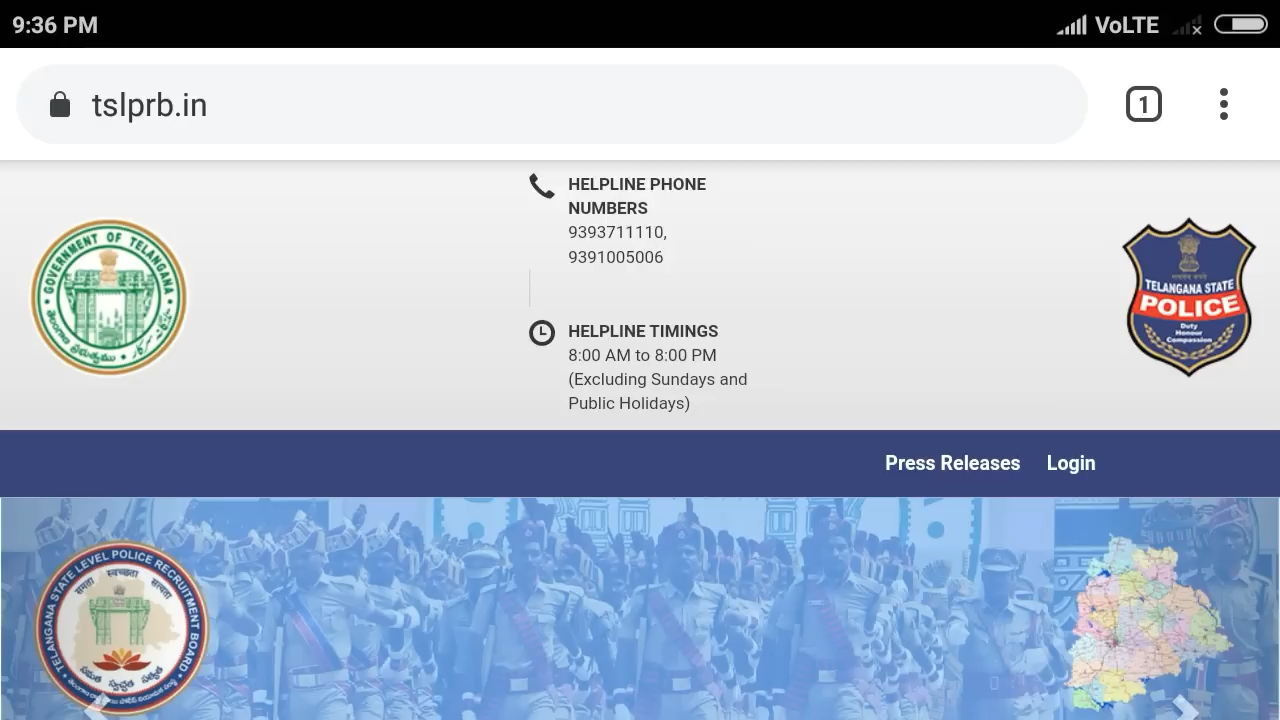 9:36 PM
VoLTE
tslprb.in
1
HELPLINE PHONE
NUMBERS
9393711110,
9391005006
GOVERNMENT OF TELANGANA
HELPLINE TIMINGS
8:00 AM to 8:00 PM
(Excluding Sundays and
Public Holidays)
TELANGANA STATE
POLICE
Duty
Honour
Compassion
Press Releases
Login
TELANGANA STATE LEVEL POLICE RECRUITMENT BOARD